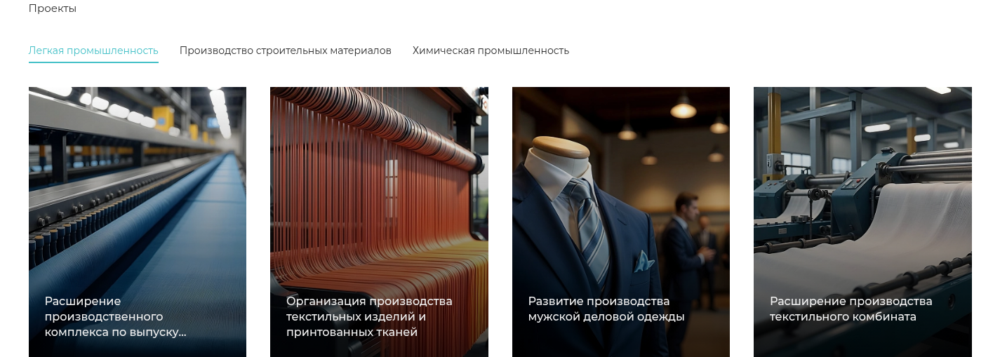 Проекты
Легкая промышленность
Производство строительных материалов
Химическая промышленность
Расширение
производственного
комплекса по выпуску...
Организация производства
текстильных изделий и
принтованных тканей
Развитие производства
мужской деловой одежды
Расширение производства
текстильного комбината